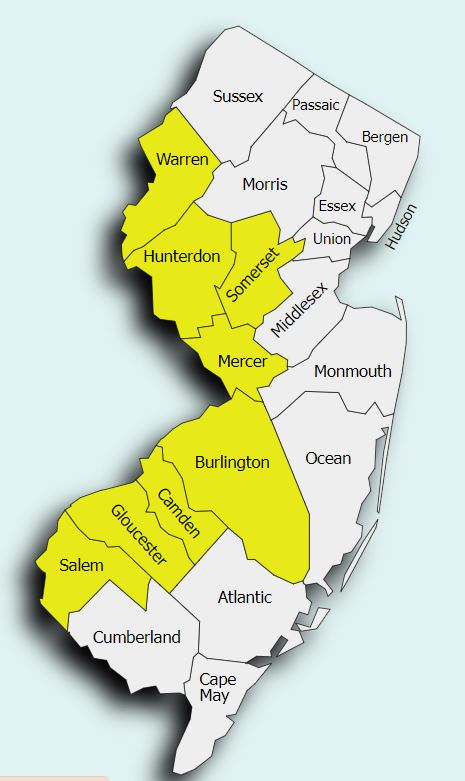 Sussex
Passaic
Bergen
Warren
Morris
Essex
Hudson
Union
Hunterdon
Somerset
Middlesex
Mercer
Monmouth
Burlington
Ocean
Camden
Gloucester
Salem
Atlantic
Cumberland
Cape
May